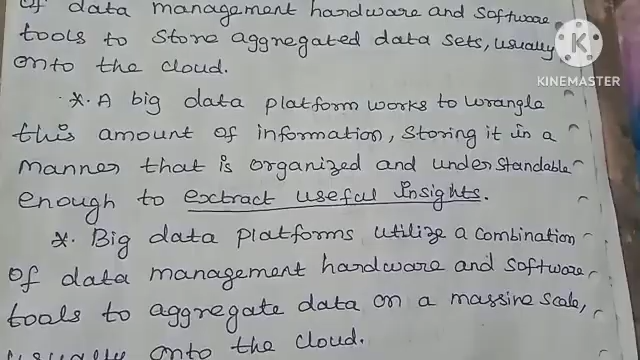 of data management hardware and software
tools to store aggregated data sets, usually
onto the cloud.
*. A big data platform works to wrangle
this amount of information, storing it in a
manner that is organized and understandable
enough to extract useful insights.
*. Big data platforms utilize a combination
of data management hardware and software
tools to aggregate data on a massive scale,
usually onto the cloud.
KINEMASTER